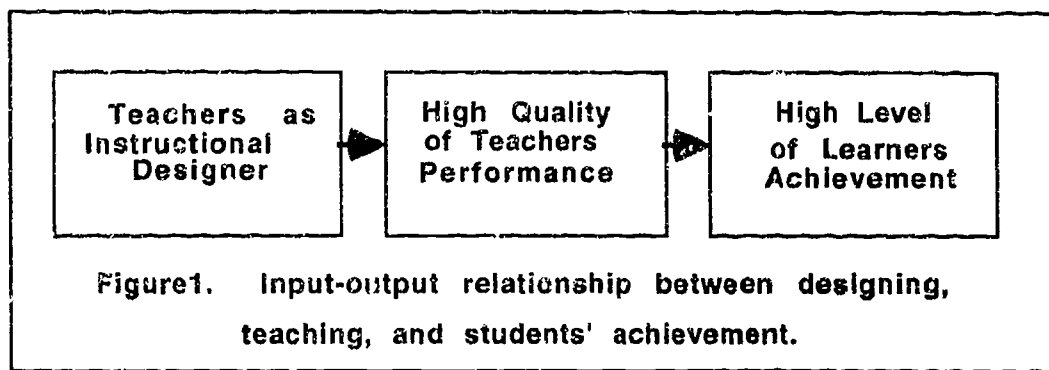 Teachers as
Instructional
Designer
High Quality
of Teachers
Performance
High Level
of Learners
Achievement
Figure1. Input-output relationship between designing,
teaching, and students' achievement.